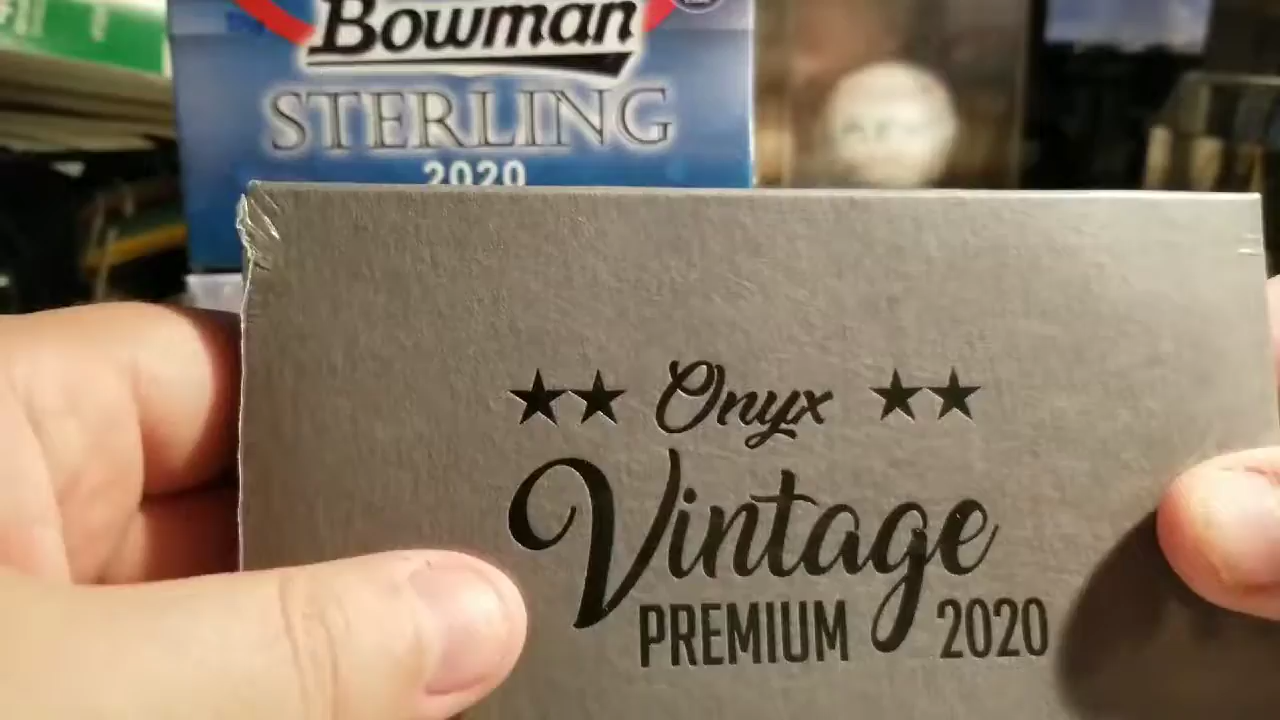 Bowman
STERLING
2020
★★ Onyx ★★
Vintage
PREMIUM 2020